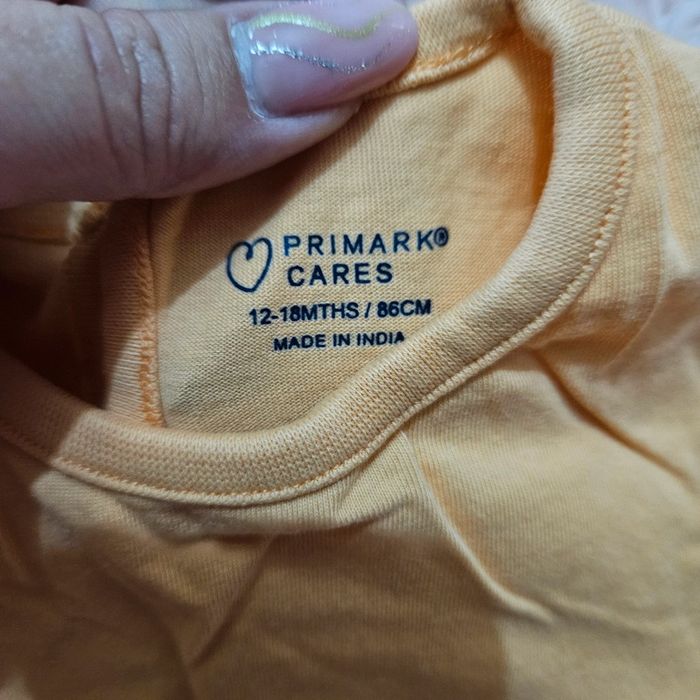 PRIMARK®
CARES
12-18MTHS / 86CM
MADE IN INDIA